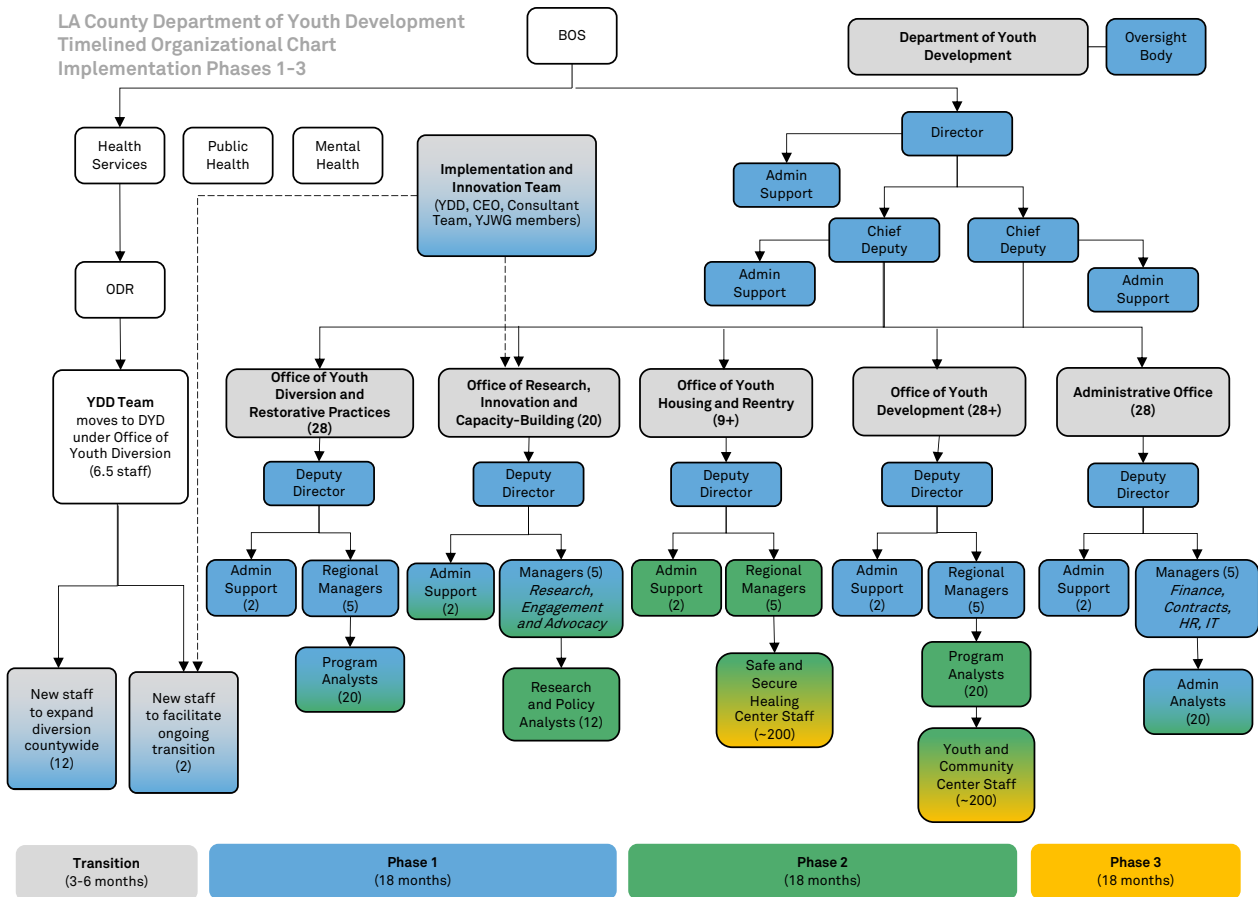 LA County Department of Youth Development
Timelined Organizational Chart
Implementation Phases 1-3
BOS
Department of Youth
Development
Oversight
Body
Health
Services
Public
Health
Mental
Health
Implementation and
Innovation Team
(YDD, CEO, Consultant
Team, YJWG members)
Director
Admin
Support
Chief
Deputy
Chief
Deputy
Admin
Support
Admin
Support
ODR
YDD Team
moves to DYD
under Office of
Youth Diversion
(6.5 staff)
Office of Youth
Diversion and
Restorative Practices
(28)
Office of Research,
Innovation and
Capacity-Building (20)
Office of Youth
Housing and Reentry
(9+)
Office of Youth
Development (28+)
Administrative Office
(28)
Deputy
Director
Deputy
Director
Deputy
Director
Deputy
Director
Deputy
Director
Admin
Support
(2)
Regional
Managers
(5)
Admin
Support
(2)
Managers (5)
Research,
Engagement
and Advocacy
Admin
Support
(2)
Regional
Managers
(5)
Admin
Support
(2)
Regional
Managers
(5)
Admin
Support
(2)
Managers (5)
Finance,
Contracts,
HR, IT
New staff
to expand
diversion
countywide
(12)
New staff
to facilitate
ongoing
transition
(2)
Program
Analysts
(20)
Research
and Policy
Analysts (12)
Safe and
Secure
Healing
Center Staff
(~200)
Program
Analysts
(20)
Youth and
Community
Center Staff
(~200)
Admin
Analysts
(20)
Transition
(3-6 months)
Phase 1
(18 months)
Phase 2
(18 months)
Phase 3
(18 months)